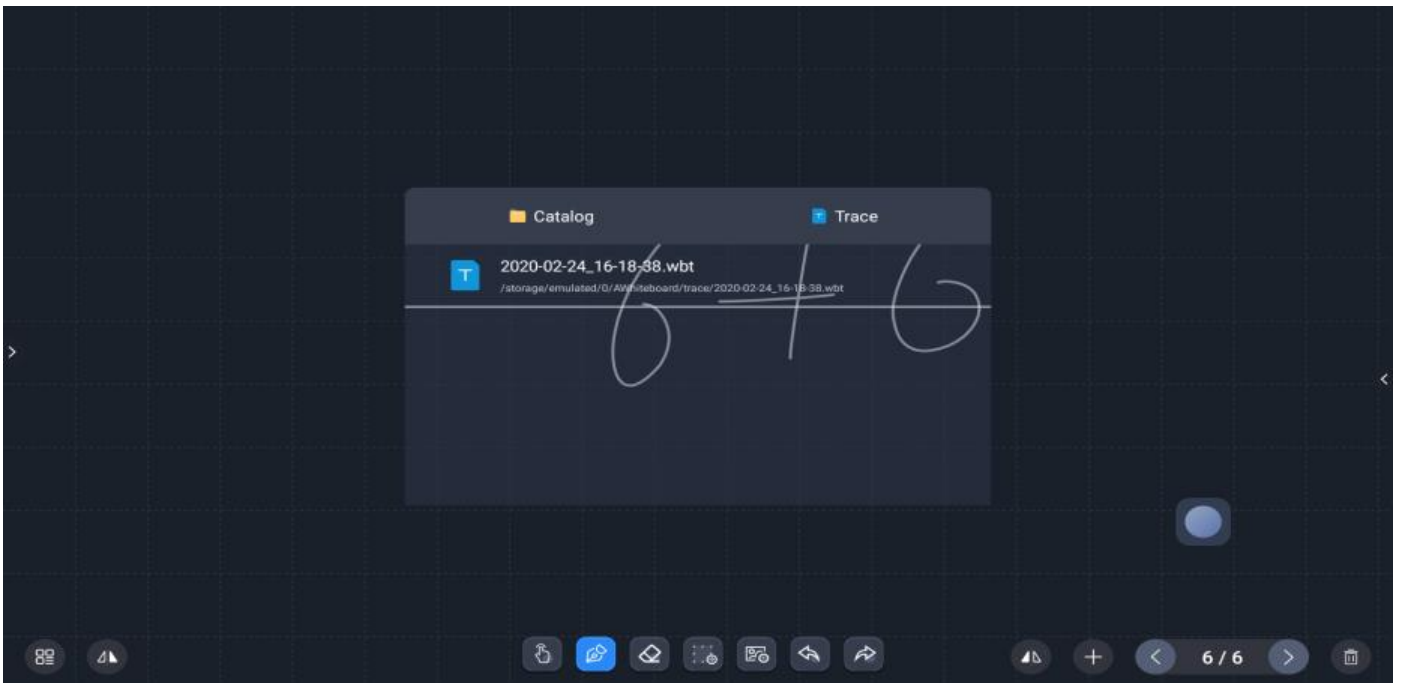 Catalog Trace
2020-02-24_16-18-38.wbt
/storage/emulated/0/AWhiteboard/trace/2020-02-24_16-18-38.wbt
6+6
6 / 6